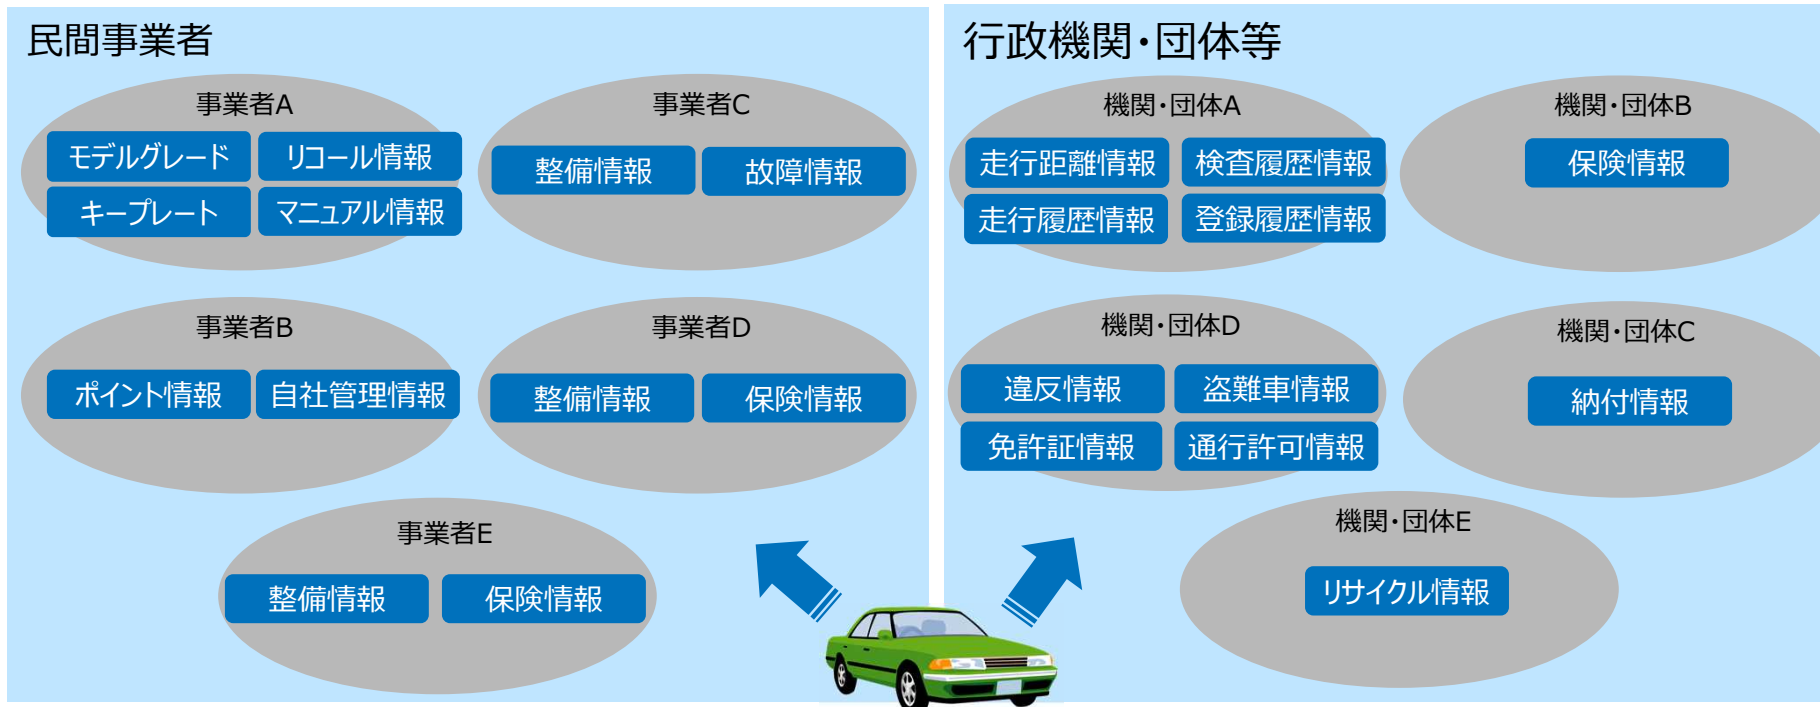 民間事業者
事業者A
モデルグレード
リコール情報
キープレート
マニュアル情報
事業者C
整備情報
故障情報
事業者B
ポイント情報
自社管理情報
事業者D
整備情報
保険情報
事業者E
整備情報
保険情報
行政機関・団体等
機関・団体A
走行距離情報
検査履歴情報
走行履歴情報
登録履歴情報
機関・団体B
保険情報
機関・団体D
違反情報
盗難車情報
免許証情報
通行許可情報
機関・団体C
納付情報
機関・団体E
リサイクル情報